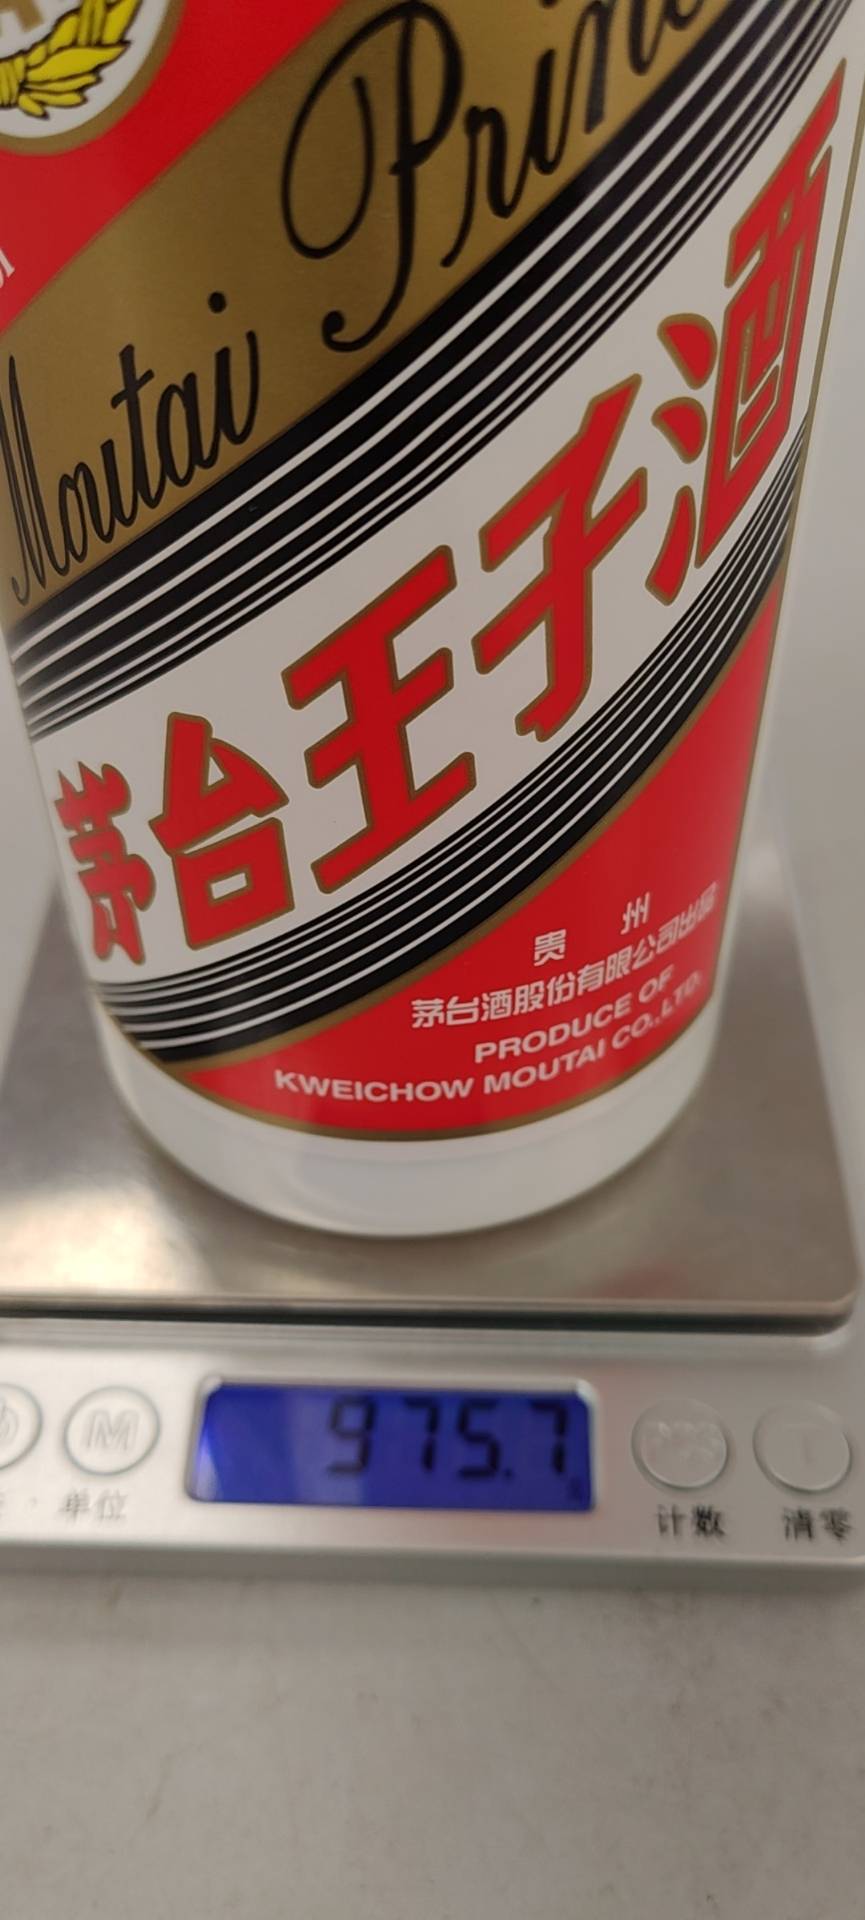 Moutai Prin
茅台王子酒
贵 州
茅台酒股份有限公司出品
PRODUCE OF
KWEICHOW MOUTAI CO.,LTD.
M
975.7
单位
计数
清零